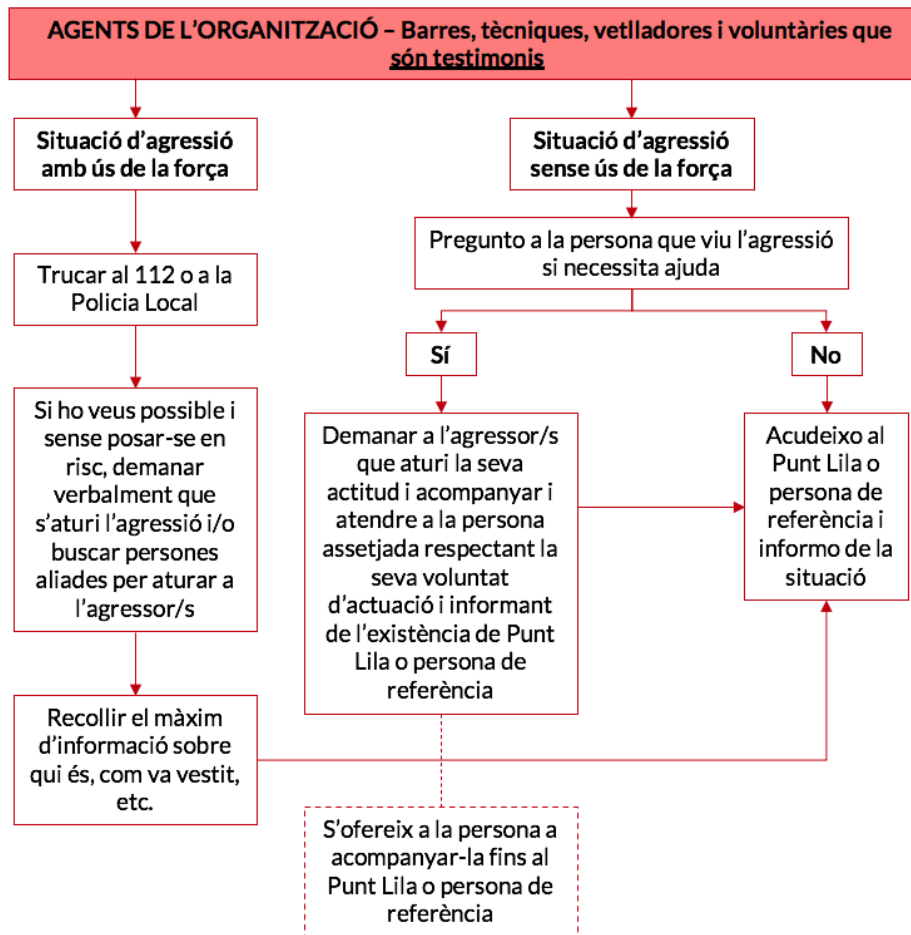 AGENTS DE L'ORGANITZACIÓ – Barres, tècniques, vetlladores i voluntàries que
són testimonis
Situació d'agressió
amb ús de la força
Trucar al 112 o a la
Policia Local
Si ho veus possible i
sense posar-se en
risc, demanar
verbalment que
s'aturi l'agressió i/o
buscar persones
aliades per aturar a
l'agressor/s
Recollir el màxim
d'informació sobre
qui és, com va vestit,
etc.
Situació d'agressió
sense ús de la força
Pregunto a la persona que viu l'agressió
si necessita ajuda
Sí
Demanar a l'agressor/s
que aturi la seva
actitud i acompanyar i
atendre a la persona
assetjada respectant la
seva voluntat
d'actuació i informant
de l'existència de Punt
Lila o persona de
referència
S'ofereix a la persona a
acompanyar-la fins al
Punt Lila o persona de
referència
No
Acudeixo al
Punt Lila o
persona de
referència i
informo de la
situació